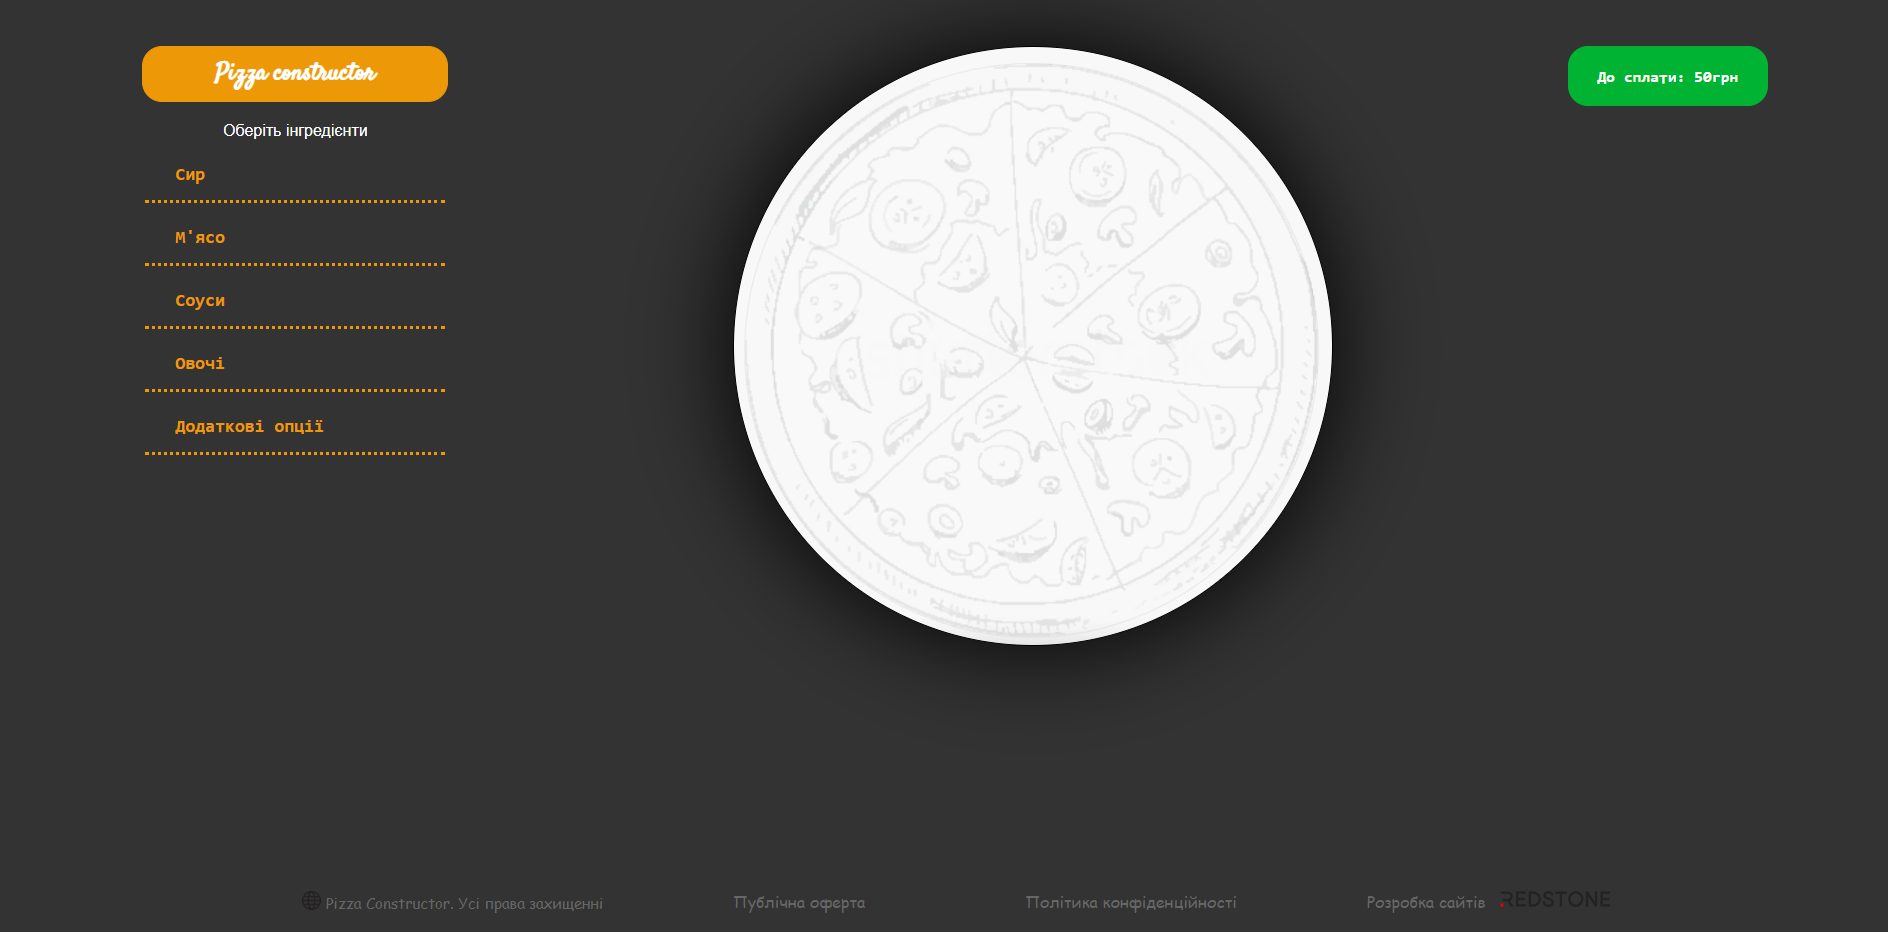 Pizza constructor
Оберіть інгредієнти
Сир
М'ясо
Соуси
Овочі
Додаткові опції
До сплати: 50грн
Pizza Constructor. Усі права захищенні
Публічна оферта
Політика конфіденційності
Розробка сайтів REDSTONE